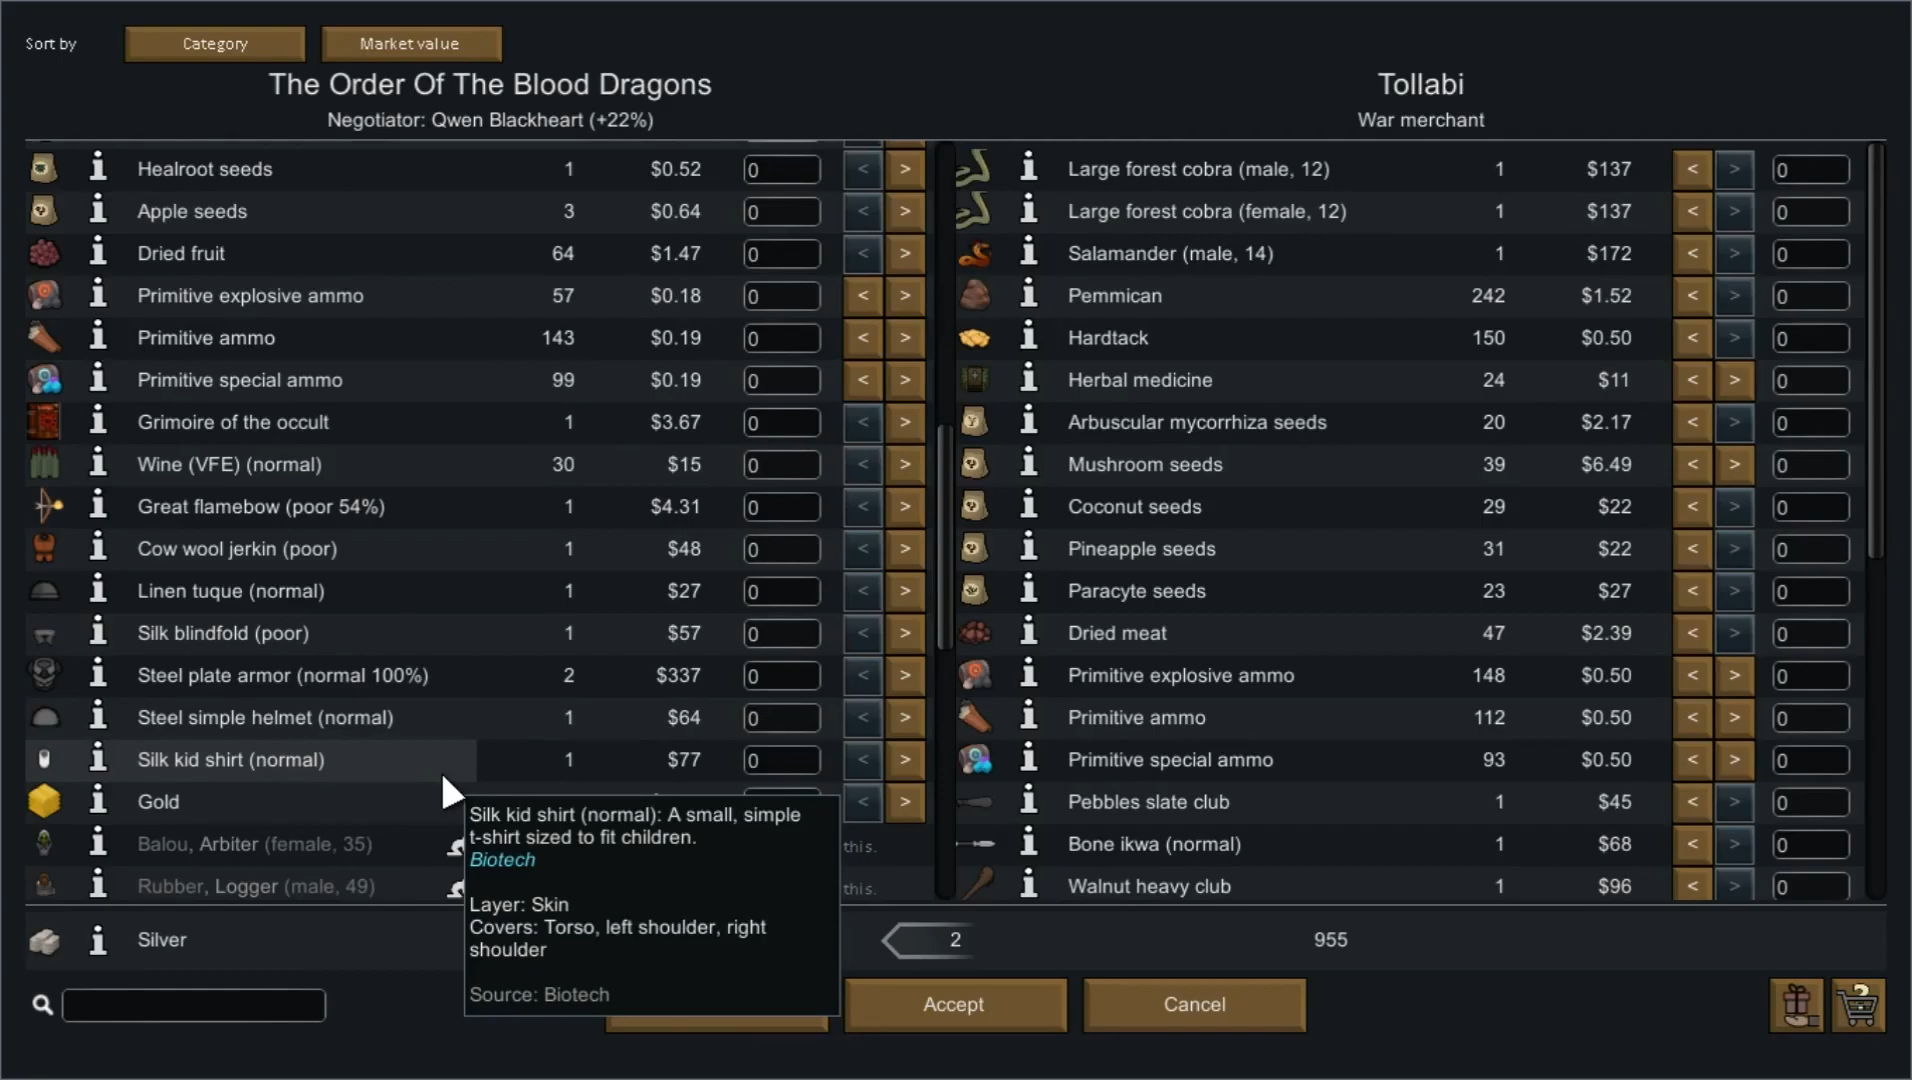 Sort by Category Market value
The Order Of The Blood Dragons
Negotiator: Qwen Blackheart (+22%)
Tollabi
War merchant
Healroot seeds 1 $0.52 0 < >
Apple seeds 3 $0.64 0 < >
Dried fruit 64 $1.47 0 < >
Primitive explosive ammo 57 $0.18 0 < >
Primitive ammo 143 $0.19 0 < >
Primitive special ammo 99 $0.19 0 < >
Grimoire of the occult 1 $3.67 0 < >
Wine (VFE) (normal) 30 $15 0 < >
Great flamebow (poor 54%) 1 $4.31 0 < >
Cow wool jerkin (poor) 1 $48 0 < >
Linen tuque (normal) 1 $27 0 < >
Silk blindfold (poor) 1 $57 0 < >
Steel plate armor (normal 100%) 2 $337 0 < >
Steel simple helmet (normal) 1 $64 0 < >
Silk kid shirt (normal) 1 $77 0 < >
Gold < >
Balou, Arbiter (female, 35) this.
Rubber, Logger (male, 49) this.
Silk kid shirt (normal): A small, simple
t-shirt sized to fit children.
Biotech
Layer: Skin
Covers: Torso, left shoulder, right
shoulder
Source: Biotech
Large forest cobra (male, 12) 1 $137 < > 0
Large forest cobra (female, 12) 1 $137 < > 0
Salamander (male, 14) 1 $172 < > 0
Pemmican 242 $1.52 < > 0
Hardtack 150 $0.50 < > 0
Herbal medicine 24 $11 < > 0
Arbuscular mycorrhiza seeds 20 $2.17 < > 0
Mushroom seeds 39 $6.49 < > 0
Coconut seeds 29 $22 < > 0
Pineapple seeds 31 $22 < > 0
Paracyte seeds 23 $27 < > 0
Dried meat 47 $2.39 < > 0
Primitive explosive ammo 148 $0.50 < > 0
Primitive ammo 112 $0.50 < > 0
Primitive special ammo 93 $0.50 < > 0
Pebbles slate club 1 $45 < > 0
Bone ikwa (normal) 1 $68 < > 0
Walnut heavy club 1 $96 < > 0
Silver 2 955
Accept Cancel